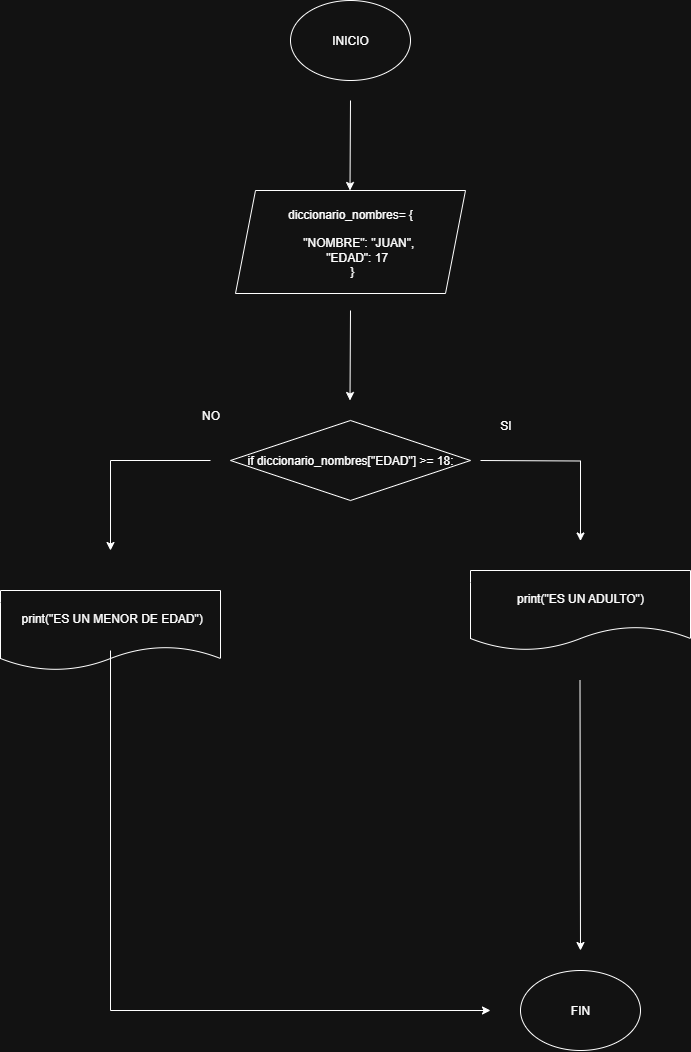 INICIO
diccionario_nombres= {
"NOMBRE": "JUAN",
"EDAD": 17
}
NO
SI
if diccionario_nombres["EDAD"] >= 18:
print("ES UN ADULTO")
print("ES UN MENOR DE EDAD")
FIN